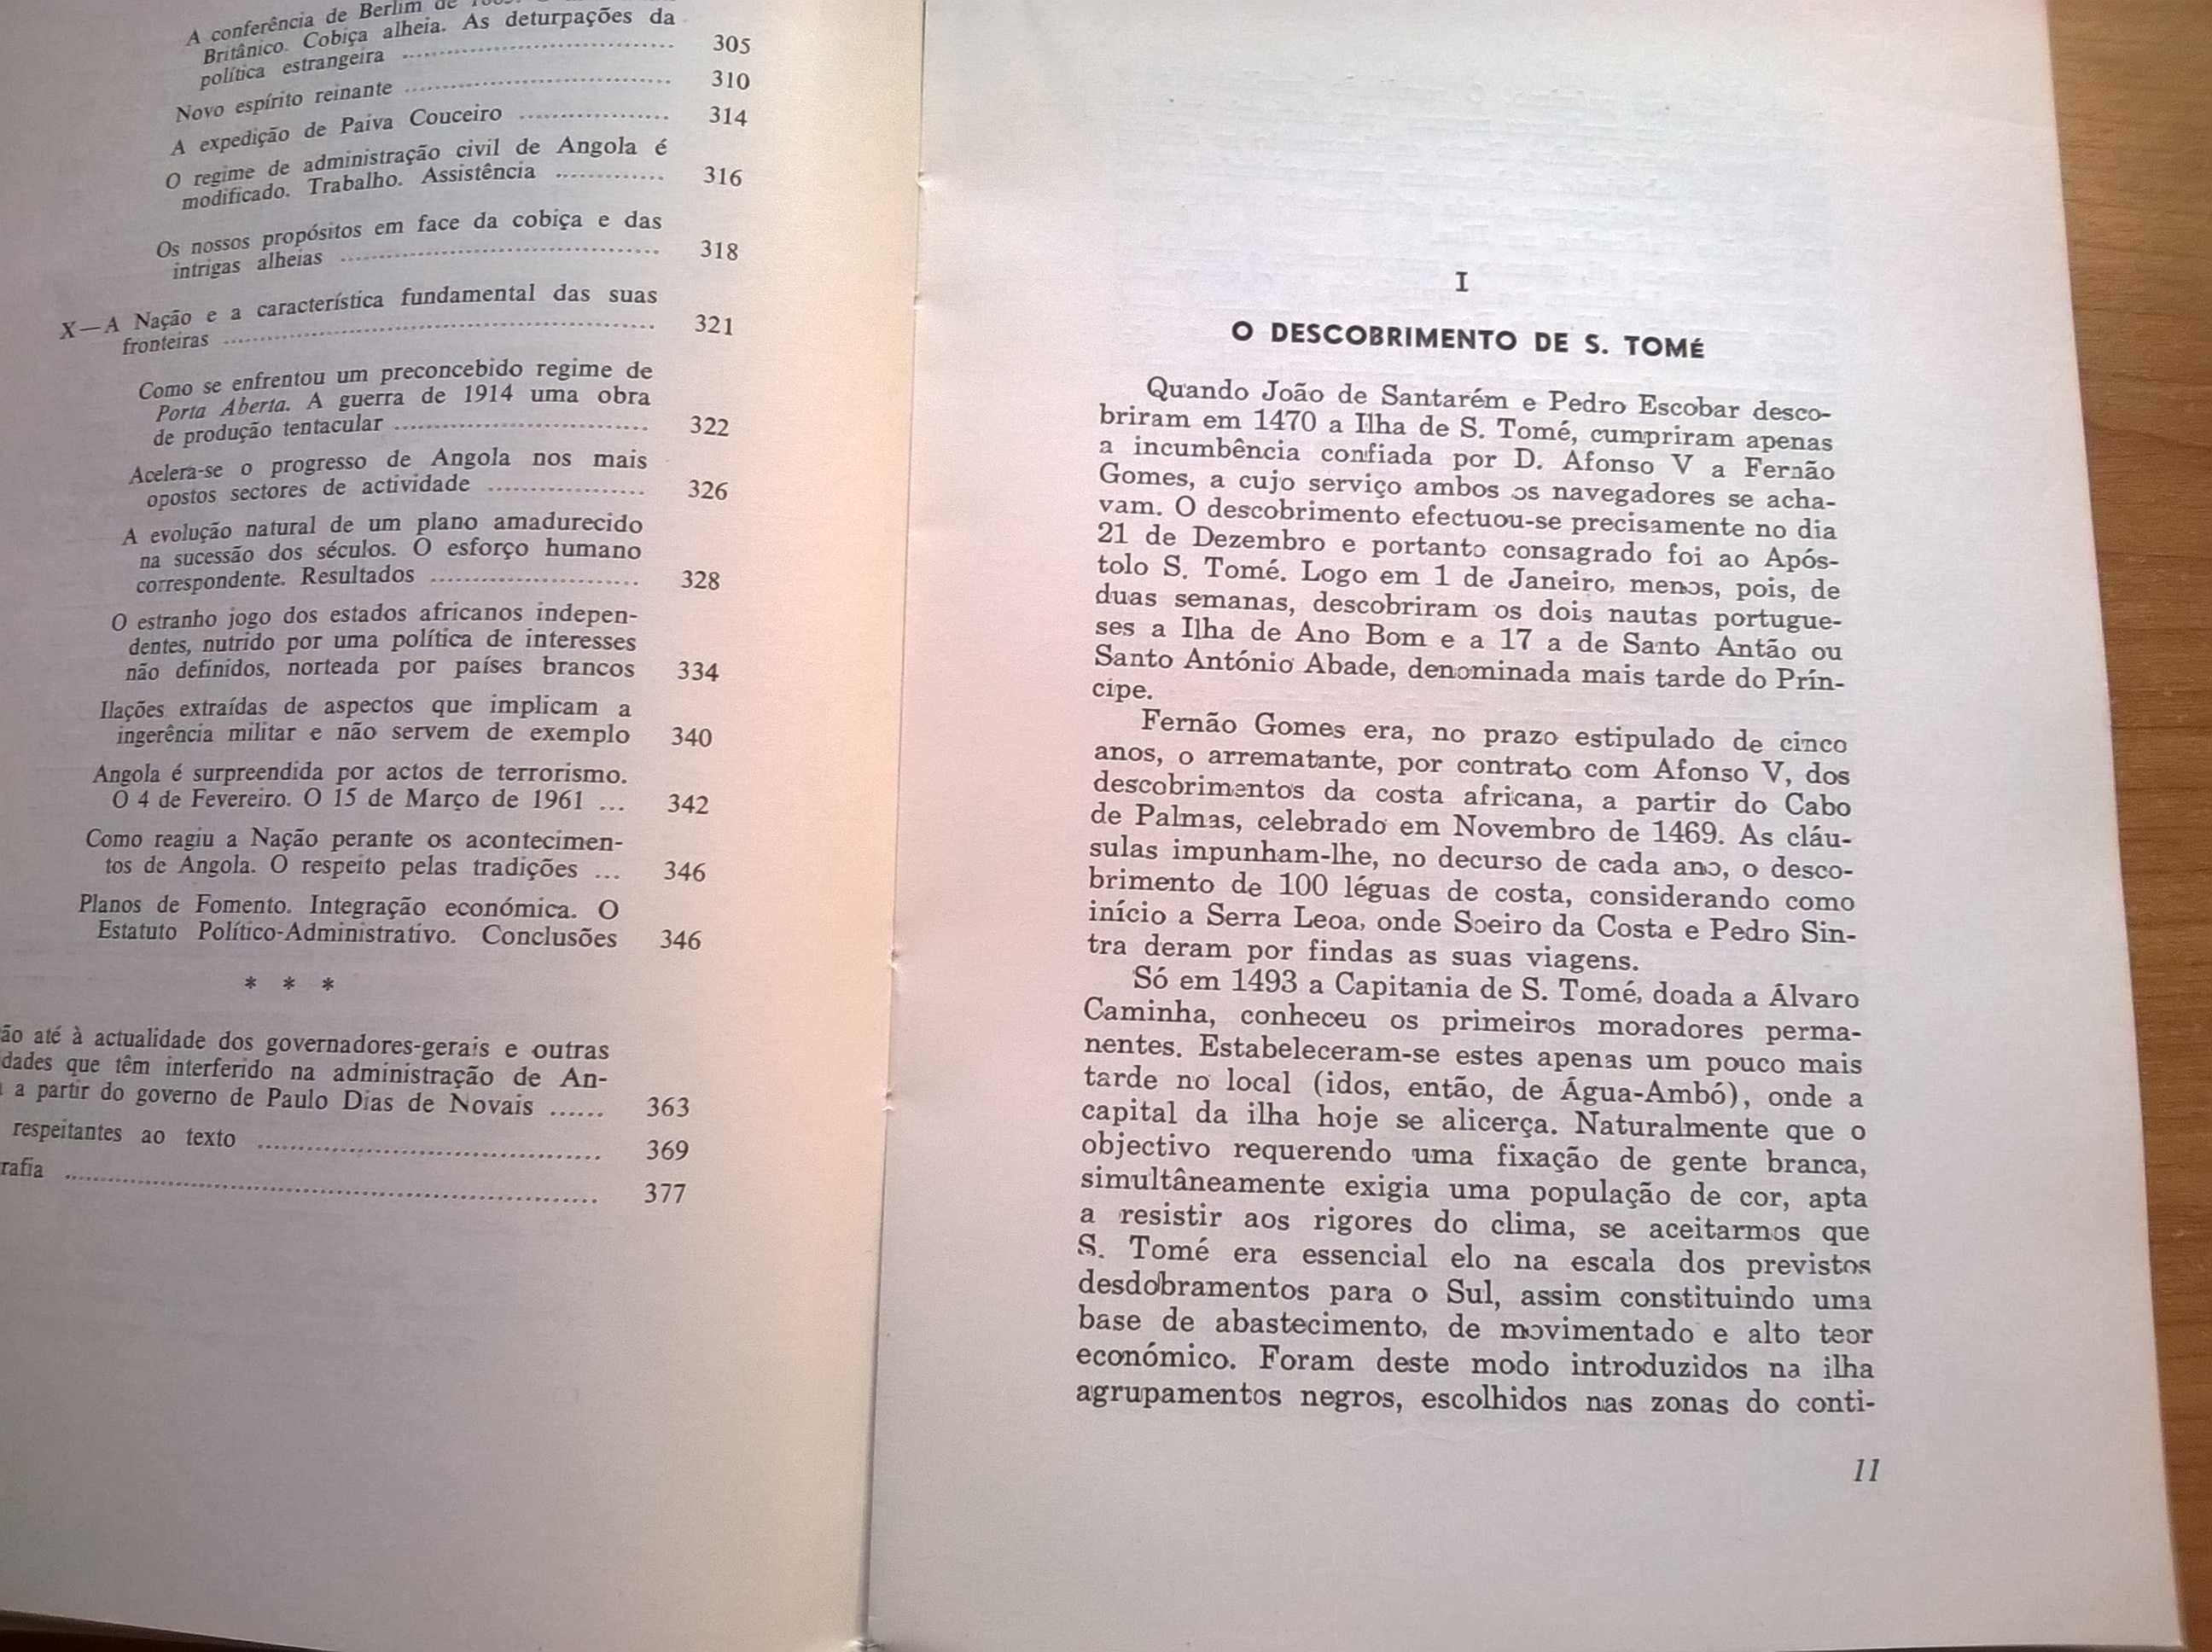 A conferência de Berlim de
Britânico. Cobiça alheia. As deturpações da
política estrangeira ........ 305
Novo espírito reinante ........ 310
A expedição de Paiva Couceiro ........ 314
O regime de administração civil de Angola é
modificado. Trabalho. Assistência ........ 316
Os nossos propósitos em face da cobiça e das
intrigas alheias ........ 318
X—A Nação e a característica fundamental das suas
fronteiras ........ 321
Como se enfrentou um preconcebido regime de
Porta Aberta. A guerra de 1914 uma obra
de produção tentacular ........ 322
Acelera-se o progresso de Angola nos mais
opostos sectores de actividade ........ 326
A evolução natural de um plano amadurecido
na sucessão dos séculos. O esforço humano
correspondente. Resultados ........ 328
O estranho jogo dos estados africanos indepen-
dentes, nutrido por uma política de interesses
não definidos, norteada por países brancos 334
Ilações extraídas de aspectos que implicam a
ingerência militar e não servem de exemplo 340
Angola é surpreendida por actos de terrorismo.
O 4 de Fevereiro. O 15 de Março de 1961 ... 342
Como reagiu a Nação perante os acontecimen-
tos de Angola. O respeito pelas tradições ... 346
Planos de Fomento. Integração económica. O
Estatuto Político-Administrativo. Conclusões 346
* * *
ão até à actualidade dos governadores-gerais e outras
dades que têm interferido na administração de An-
a partir do governo de Paulo Dias de Novais ...... 363
respeitantes ao texto ........ 369
rafia ........ 377
I
O DESCOBRIMENTO DE S. TOMÉ
Quando João de Santarém e Pedro Escobar desco-
briram em 1470 a Ilha de S. Tomé, cumpriram apenas
a incumbência confiada por D. Afonso V a Fernão
Gomes, a cujo serviço ambos os navegadores se acha-
vam. O descobrimento efectuou-se precisamente no dia
21 de Dezembro e portanto consagrado foi ao Após-
tolo S. Tomé. Logo em 1 de Janeiro, menos, pois, de
duas semanas, descobriram os dois nautas portugue-
ses a Ilha de Ano Bom e a 17 a de Santo Antão ou
Santo António Abade, denominada mais tarde do Prín-
cipe.
Fernão Gomes era, no prazo estipulado de cinco
anos, o arrematante, por contrato com Afonso V, dos
descobrimentos da costa africana, a partir do Cabo
de Palmas, celebrado em Novembro de 1469. As cláu-
sulas impunham-lhe, no decurso de cada ano, o desco-
brimento de 100 léguas de costa, considerando como
início a Serra Leoa, onde Soeiro da Costa e Pedro Sin-
tra deram por findas as suas viagens.
Só em 1493 a Capitania de S. Tomé, doada a Álvaro
Caminha, conheceu os primeiros moradores perma-
nentes. Estabeleceram-se estes apenas um pouco mais
tarde no local (idos, então, de Água-Ambó), onde a
capital da ilha hoje se alicerça. Naturalmente que o
objectivo requerendo uma fixação de gente branca,
simultâneamente exigia uma população de cor, apta
a resistir aos rigores do clima, se aceitarmos que
S. Tomé era essencial elo na escala dos previstos
desdobramentos para o Sul, assim constituindo uma
base de abastecimento, de movimentado e alto teor
económico. Foram deste modo introduzidos na ilha
agrupamentos negros, escolhidos nas zonas do conti-
11